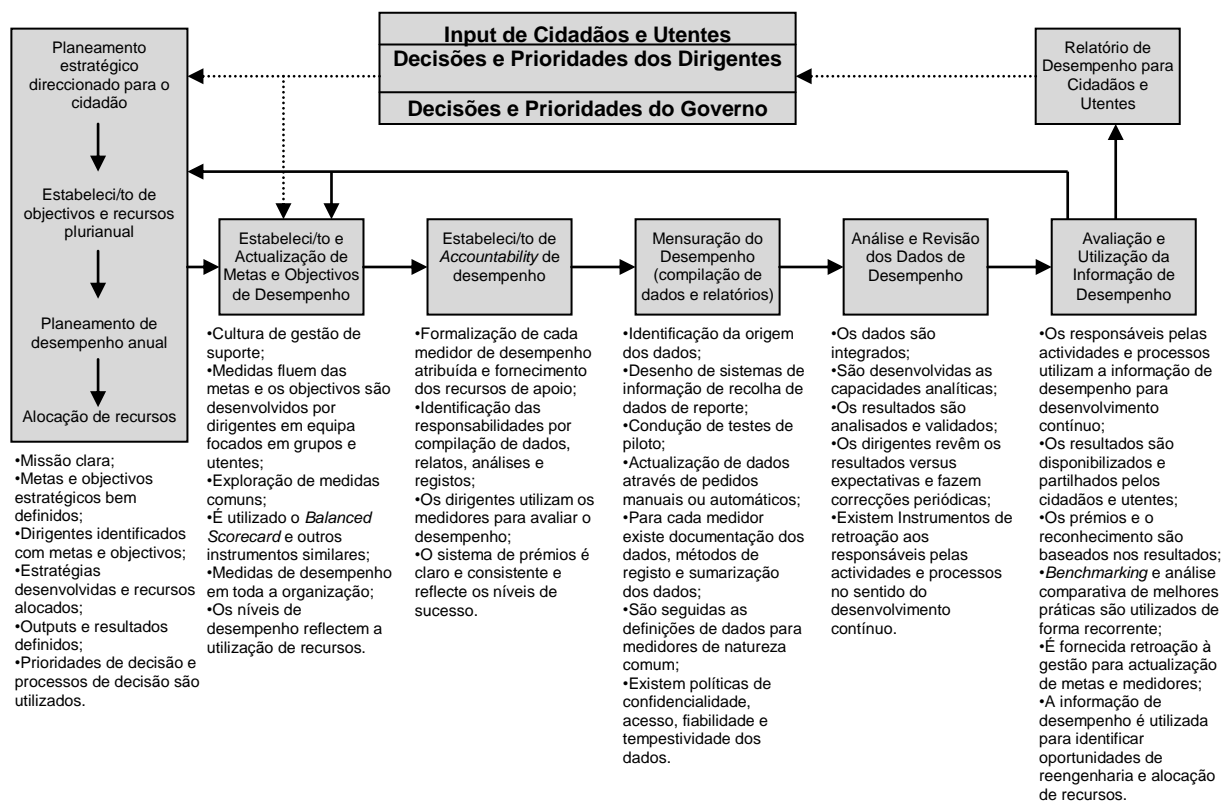 Planeamento
estratégico
direccionado para o
cidadão
Estabeleci/to de
objectivos e recursos
plurianual
Planeamento de
desempenho anual
Alocação de recursos
Input de Cidadãos e Utentes
Decisões e Prioridades dos Dirigentes
Decisões e Prioridades do Governo
Relatório de
Desempenho para
Cidadãos e
Utentes
Estabeleci/to e
Actualização de
Metas e Objectivos
de Desempenho
Estabeleci/to de
Accountability de
desempenho
Mensuração do
Desempenho
(compilação de
dados e relatórios)
Análise e Revisão
dos Dados de
Desempenho
Avaliação e
Utilização da
Informação de
Desempenho
•Missão clara;
•Metas e objectivos
estratégicos bem
definidos;
•Dirigentes identificados
com metas e objectivos;
•Estratégias
desenvolvidas e recursos
alocados;
•Outputs e resultados
definidos;
•Prioridades de decisão e
processos de decisão são
utilizados.
•Cultura de gestão de
suporte;
•Medidas fluem das
metas e os objectivos são
desenvolvidos por
dirigentes em equipa
focados em grupos e
utentes;
•Exploração de medidas
comuns;
•É utilizado o Balanced
Scorecard e outros
instrumentos similares;
•Medidas de desempenho
em toda a organização;
•Os níveis de
desempenho reflectem a
utilização de recursos.
•Formalização de cada
medidor de desempenho
atribuída e fornecimento
dos recursos de apoio;
•Identificação das
responsabilidades por
compilação de dados,
relatos, análises e
registos;
•Os dirigentes utilizam os
medidores para avaliar o
desempenho;
•O sistema de prémios é
claro e consistente e
reflecte os níveis de
sucesso.
•Identificação da origem
dos dados;
•Desenho de sistemas de
informação de recolha de
dados de reporte;
•Condução de testes de
piloto;
•Actualização de dados
através de pedidos
manuais ou automáticos;
•Para cada medidor
existe documentação dos
dados, métodos de
registo e sumarização
dos dados;
•São seguidas as
definições de dados para
medidores de natureza
comum;
•Existem políticas de
confidencialidade,
acesso, fiabilidade e
tempestividade dos
dados.
•Os dados são
integrados;
•São desenvolvidas as
capacidades analíticas;
•Os resultados são
analisados e validados;
•Os dirigentes revêm os
resultados versus
expectativas e fazem
correcções periódicas;
•Existem Instrumentos de
retroação aos
responsáveis pelas
actividades e processos
no sentido do
desenvolvimento
contínuo.
•Os responsáveis pelas
actividades e processos
utilizam a informação de
desempenho para
desenvolvimento
contínuo;
•Os resultados são
disponibilizados e
partilhados pelos
cidadãos e utentes;
•Os prémios e o
reconhecimento são
baseados nos resultados;
•Benchmarking e análise
comparativa de melhores
práticas são utilizados de
forma recorrente;
•É fornecida retroação à
gestão para actualização
de metas e medidores;
•A informação de
desempenho é utilizada
para identificar
oportunidades de
reengenharia e alocação
de recursos.